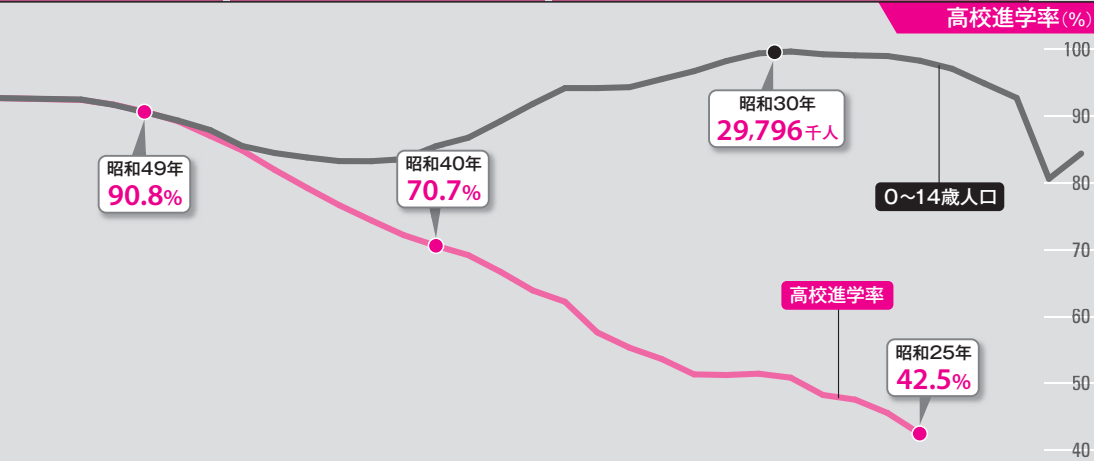 高校進学率(%)
100
90
80
70
60
50
40
昭和49年
90.8%
昭和40年
70.7%
昭和30年
29,796千人
0〜14歳人口
高校進学率
昭和25年
42.5%